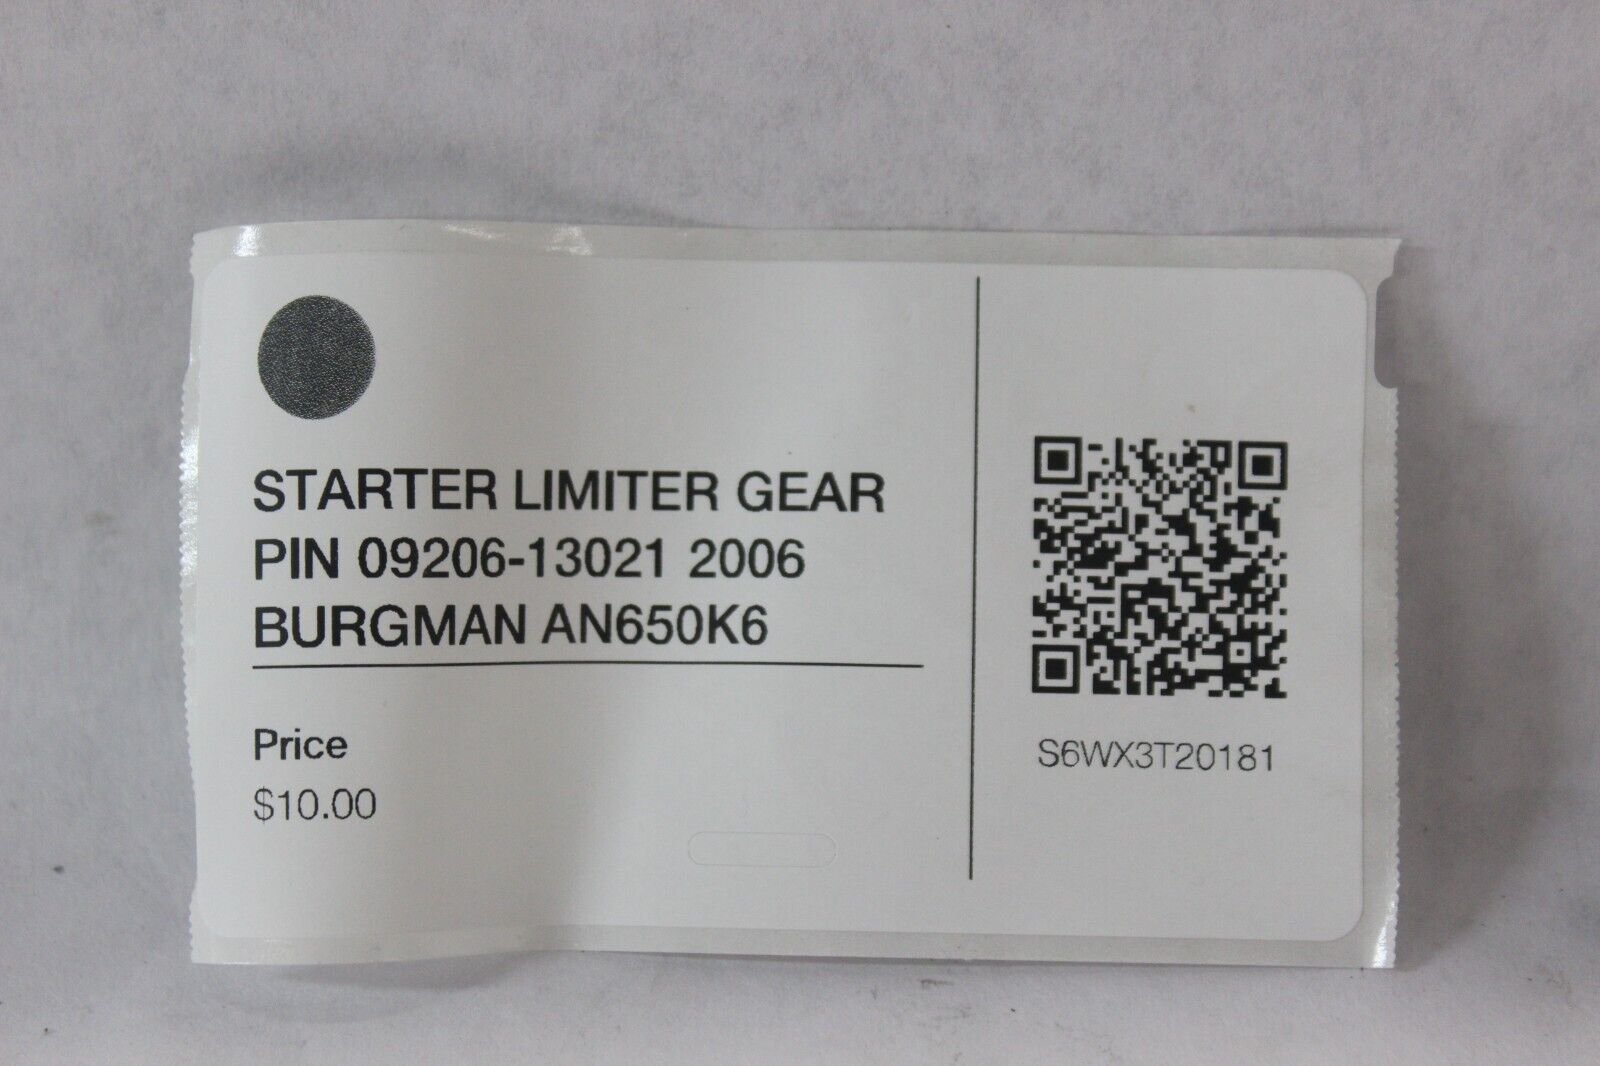 STARTER LIMITER GEAR
PIN 09206-13021 2006
BURGMAN AN650K6
Price
$10.00
S6WX3T20181